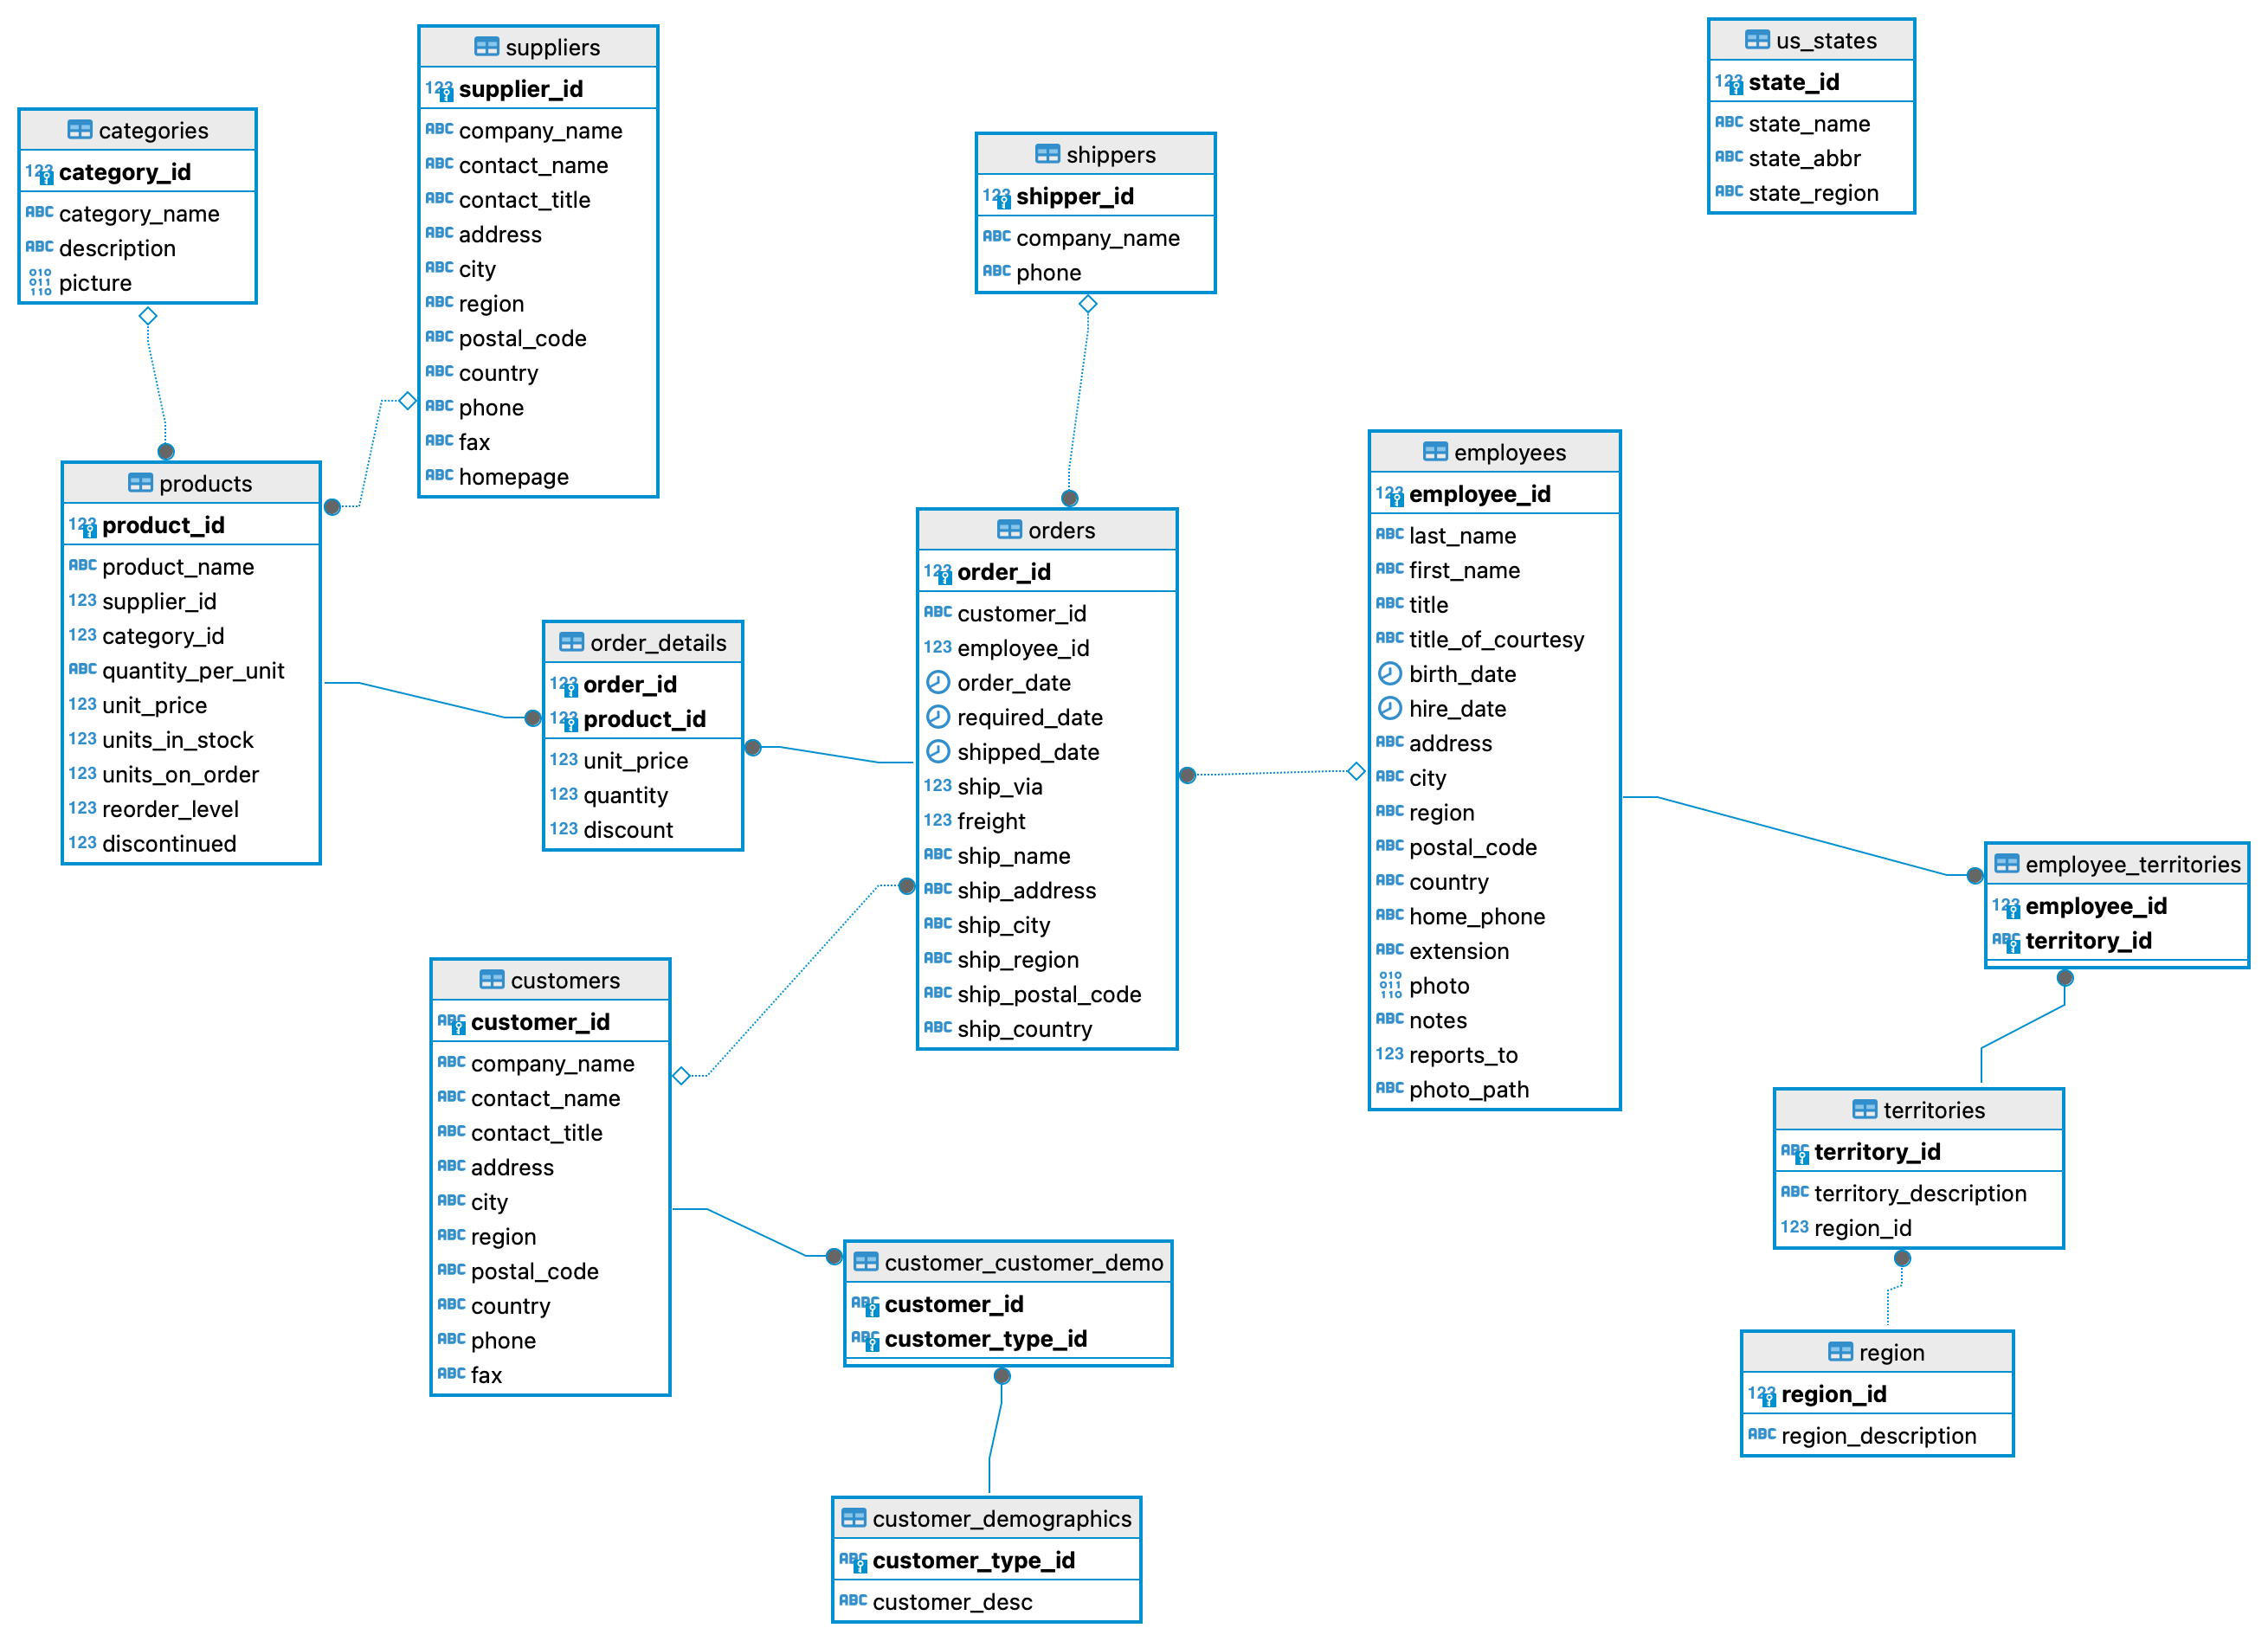 suppliers
123 supplier_id
ABC company_name
ABC contact_name
ABC contact_title
ABC address
ABC city
ABC region
ABC postal_code
ABC country
ABC phone
ABC fax
ABC homepage
us_states
123 state_id
ABC state_name
ABC state_abbr
ABC state_region
categories
123 category_id
ABC category_name
ABC description
010 011 110 picture
shippers
123 shipper_id
ABC company_name
ABC phone
products
123 product_id
ABC product_name
123 supplier_id
123 category_id
ABC quantity_per_unit
123 unit_price
123 units_in_stock
123 units_on_order
123 reorder_level
123 discontinued
order_details
123 order_id
123 product_id
123 unit_price
123 quantity
123 discount
orders
123 order_id
ABC customer_id
123 employee_id
order_date
required_date
shipped_date
123 ship_via
123 freight
ABC ship_name
ABC ship_address
ABC ship_city
ABC ship_region
ABC ship_postal_code
ABC ship_country
employees
123 employee_id
ABC last_name
ABC first_name
ABC title
ABC title_of_courtesy
birth_date
hire_date
ABC address
ABC city
ABC region
ABC postal_code
ABC country
ABC home_phone
ABC extension
010 011 110 photo
ABC notes
123 reports_to
ABC photo_path
employee_territories
123 employee_id
ABC territory_id
customers
ABC customer_id
ABC company_name
ABC contact_name
ABC contact_title
ABC address
ABC city
ABC region
ABC postal_code
ABC country
ABC phone
ABC fax
territories
ABC territory_id
ABC territory_description
123 region_id
customer_customer_demo
ABC customer_id
ABC customer_type_id
region
123 region_id
ABC region_description
customer_demographics
ABC customer_type_id
ABC customer_desc